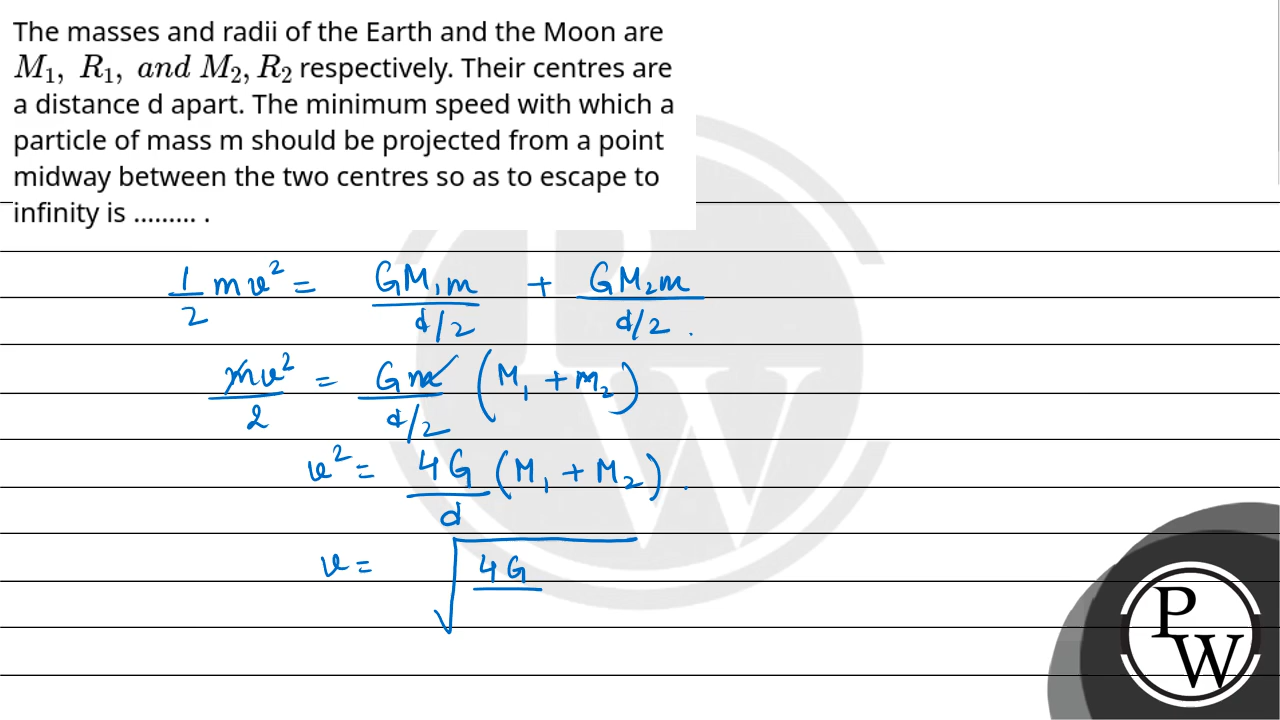 The masses and radii of the Earth and the Moon are
M₁, R₁, and M₂, R₂ respectively. Their centres are
a distance d apart. The minimum speed with which a
particle of mass m should be projected from a point
midway between the two centres so as to escape to
infinity is ......... .
1/2 mv² = GM₁m/(d/2) + GM₂m/(d/2) .
mv²/2 = Gm/(d/2) (M₁ + m₂)
v² = 4G/d (M₁ + M₂) .
v = √(4G/
PW